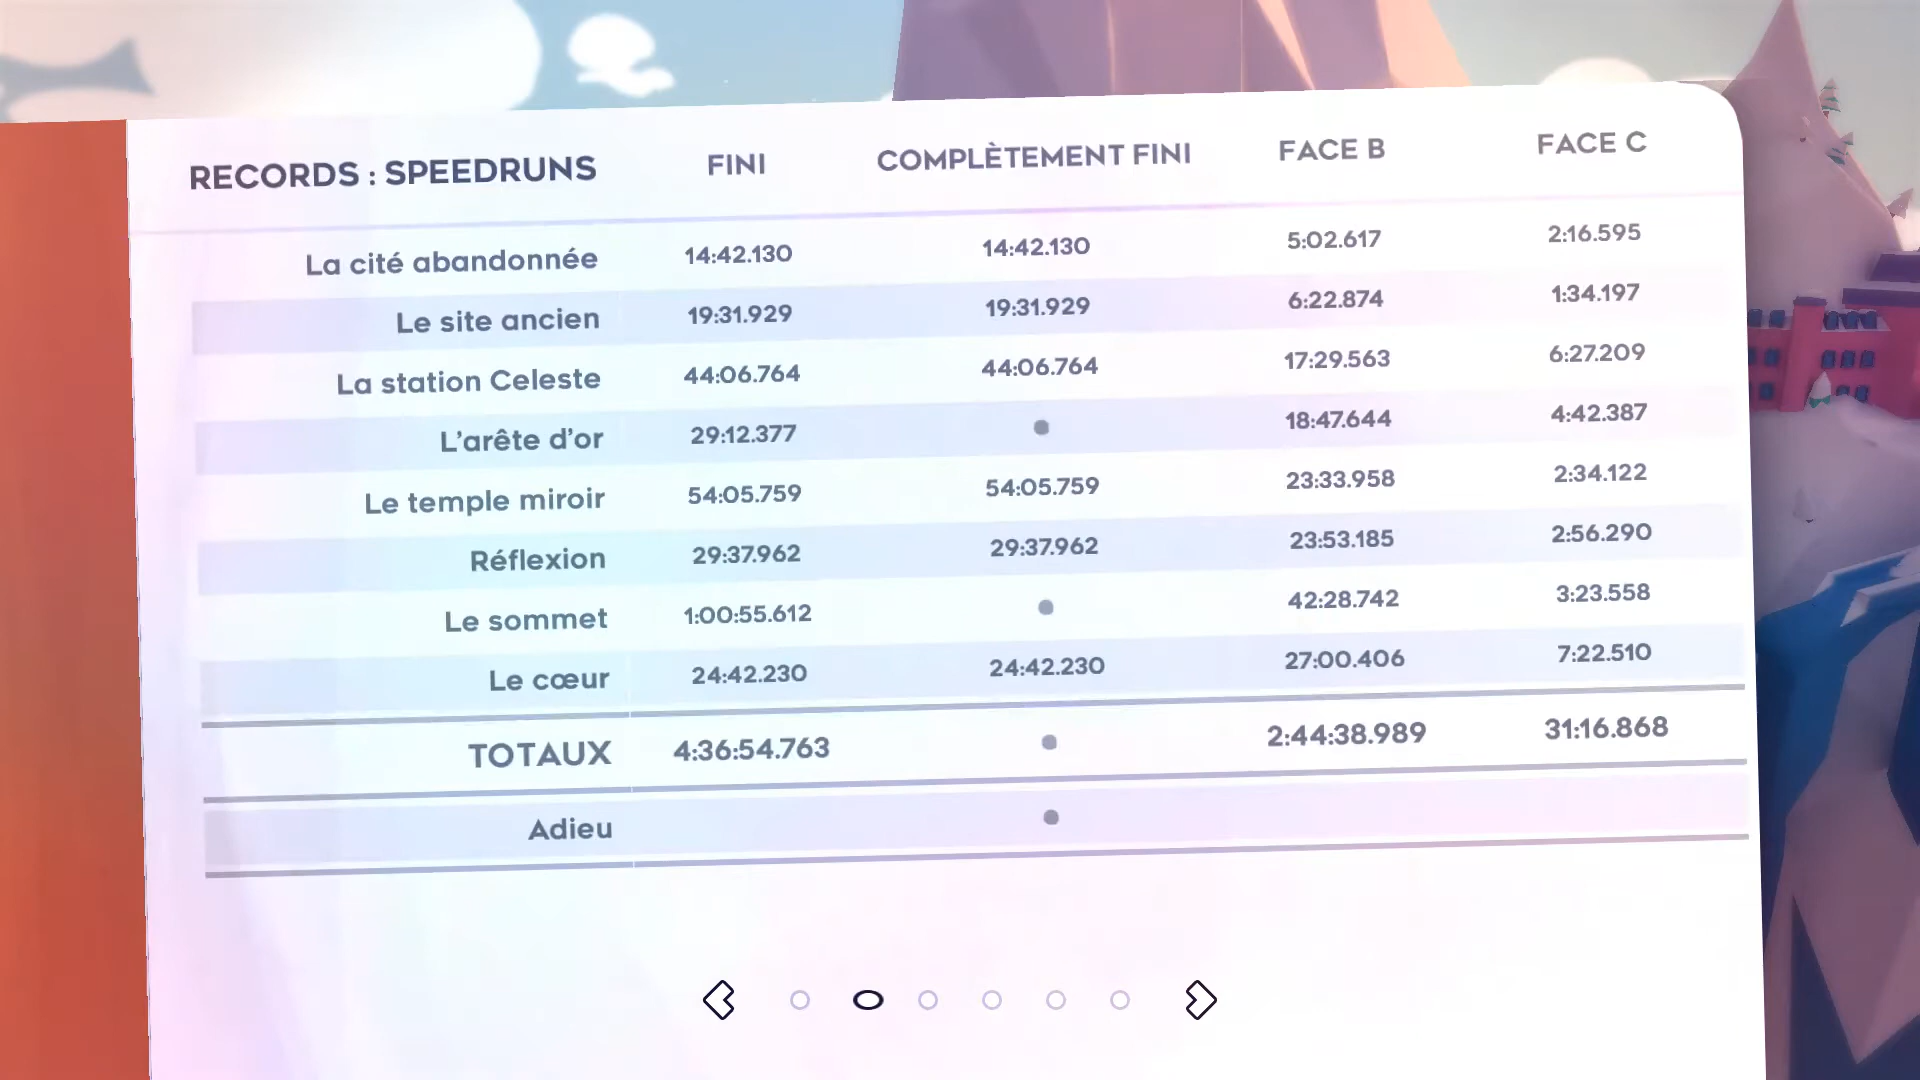 RECORDS : SPEEDRUNS FINI COMPLÈTEMENT FINI FACE B FACE C
La cité abandonnée 14:42.130 14:42.130 5:02.617 2:16.595
Le site ancien 19:31.929 19:31.929 6:22.874 1:34.197
La station Celeste 44:06.764 44:06.764 17:29.563 6:27.209
L'arête d'or 29:12.377 18:47.644 4:42.387
Le temple miroir 54:05.759 54:05.759 23:33.958 2:34.122
Réflexion 29:37.962 29:37.962 23:53.185 2:56.290
Le sommet 1:00:55.612 42:28.742 3:23.558
Le cœur 24:42.230 24:42.230 27:00.406 7:22.510
TOTAUX 4:36:54.763 2:44:38.989 31:16.868
Adieu